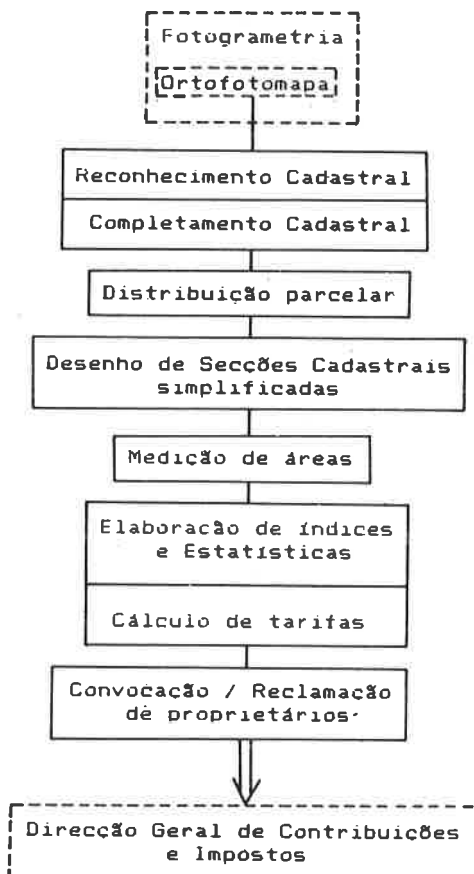 Fotogrametria
Ortofotomapa
Reconhecimento Cadastral
Completamento Cadastral
Distribuição parcelar
Desenho de Secções Cadastrais
simplificadas
Medição de áreas
Elaboração de índices
e Estatísticas
Cálculo de tarifas
Convocação / Reclamação
de proprietários
Direcção Geral de Contribuições
e Impostos